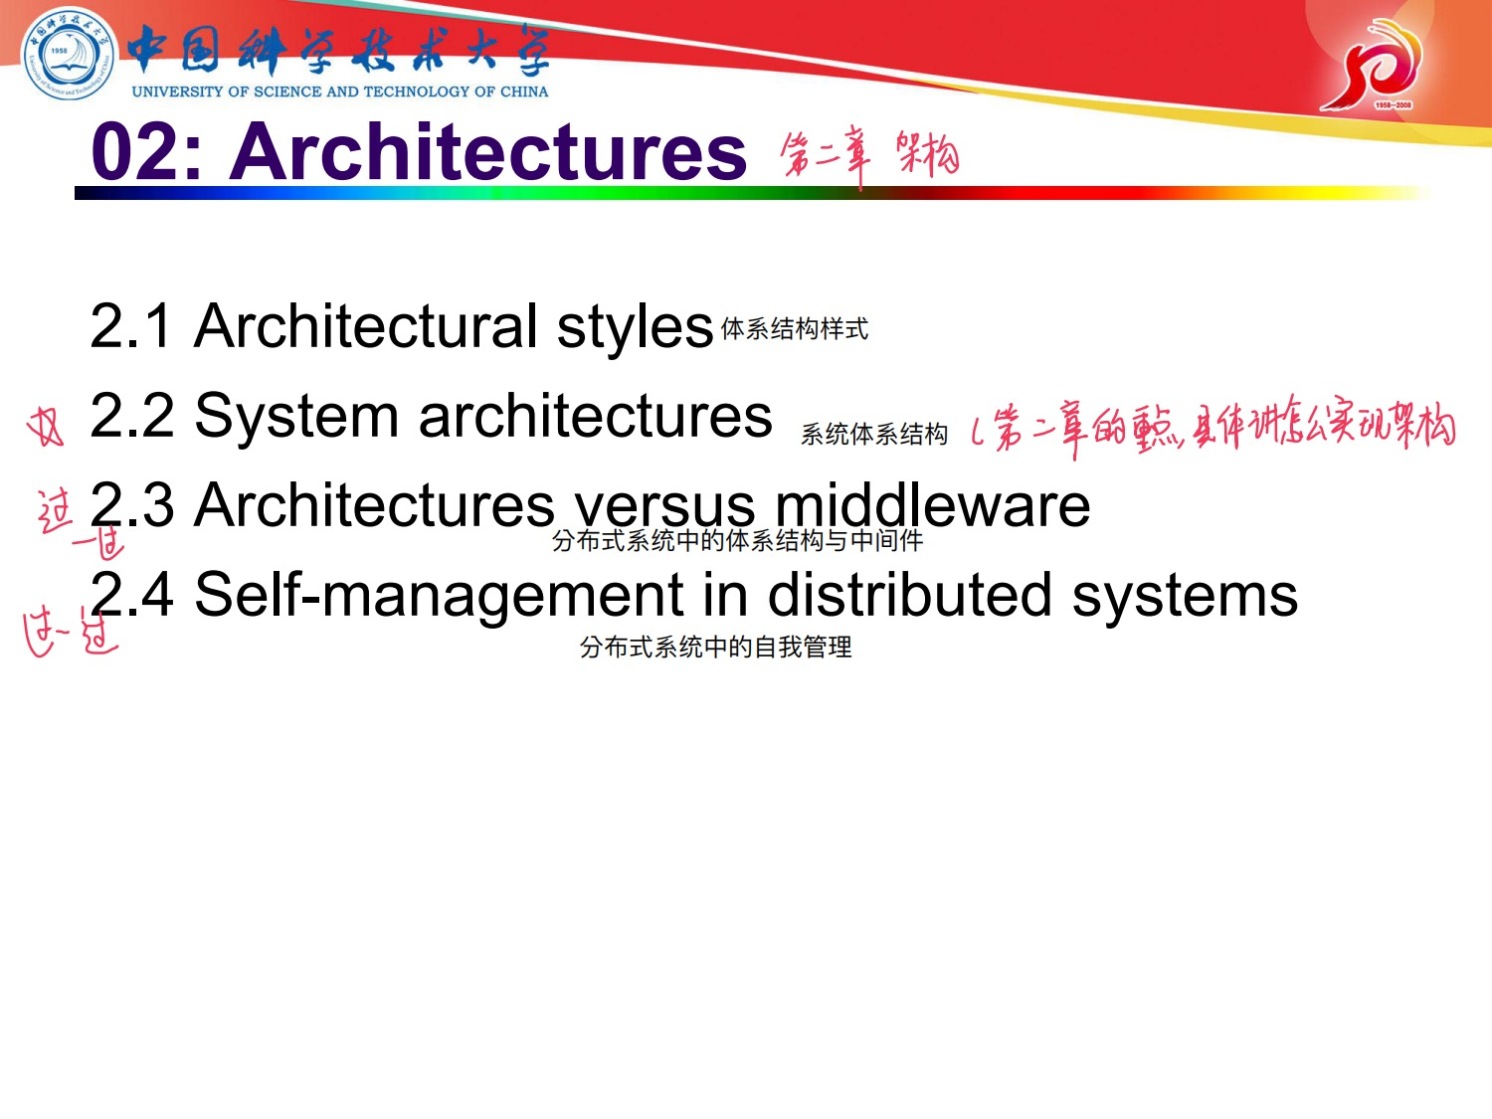 中国科学技术大学
UNIVERSITY OF SCIENCE AND TECHNOLOGY OF CHINA
1958
1958-2008
02: Architectures 第二章 架构
2.1 Architectural styles 体系结构样式
2.2 System architectures 系统体系结构 (第二章的重点,具体讲怎么实现架构
过一过 2.3 Architectures versus middleware
分布式系统中的体系结构与中间件
过一过 2.4 Self-management in distributed systems
分布式系统中的自我管理